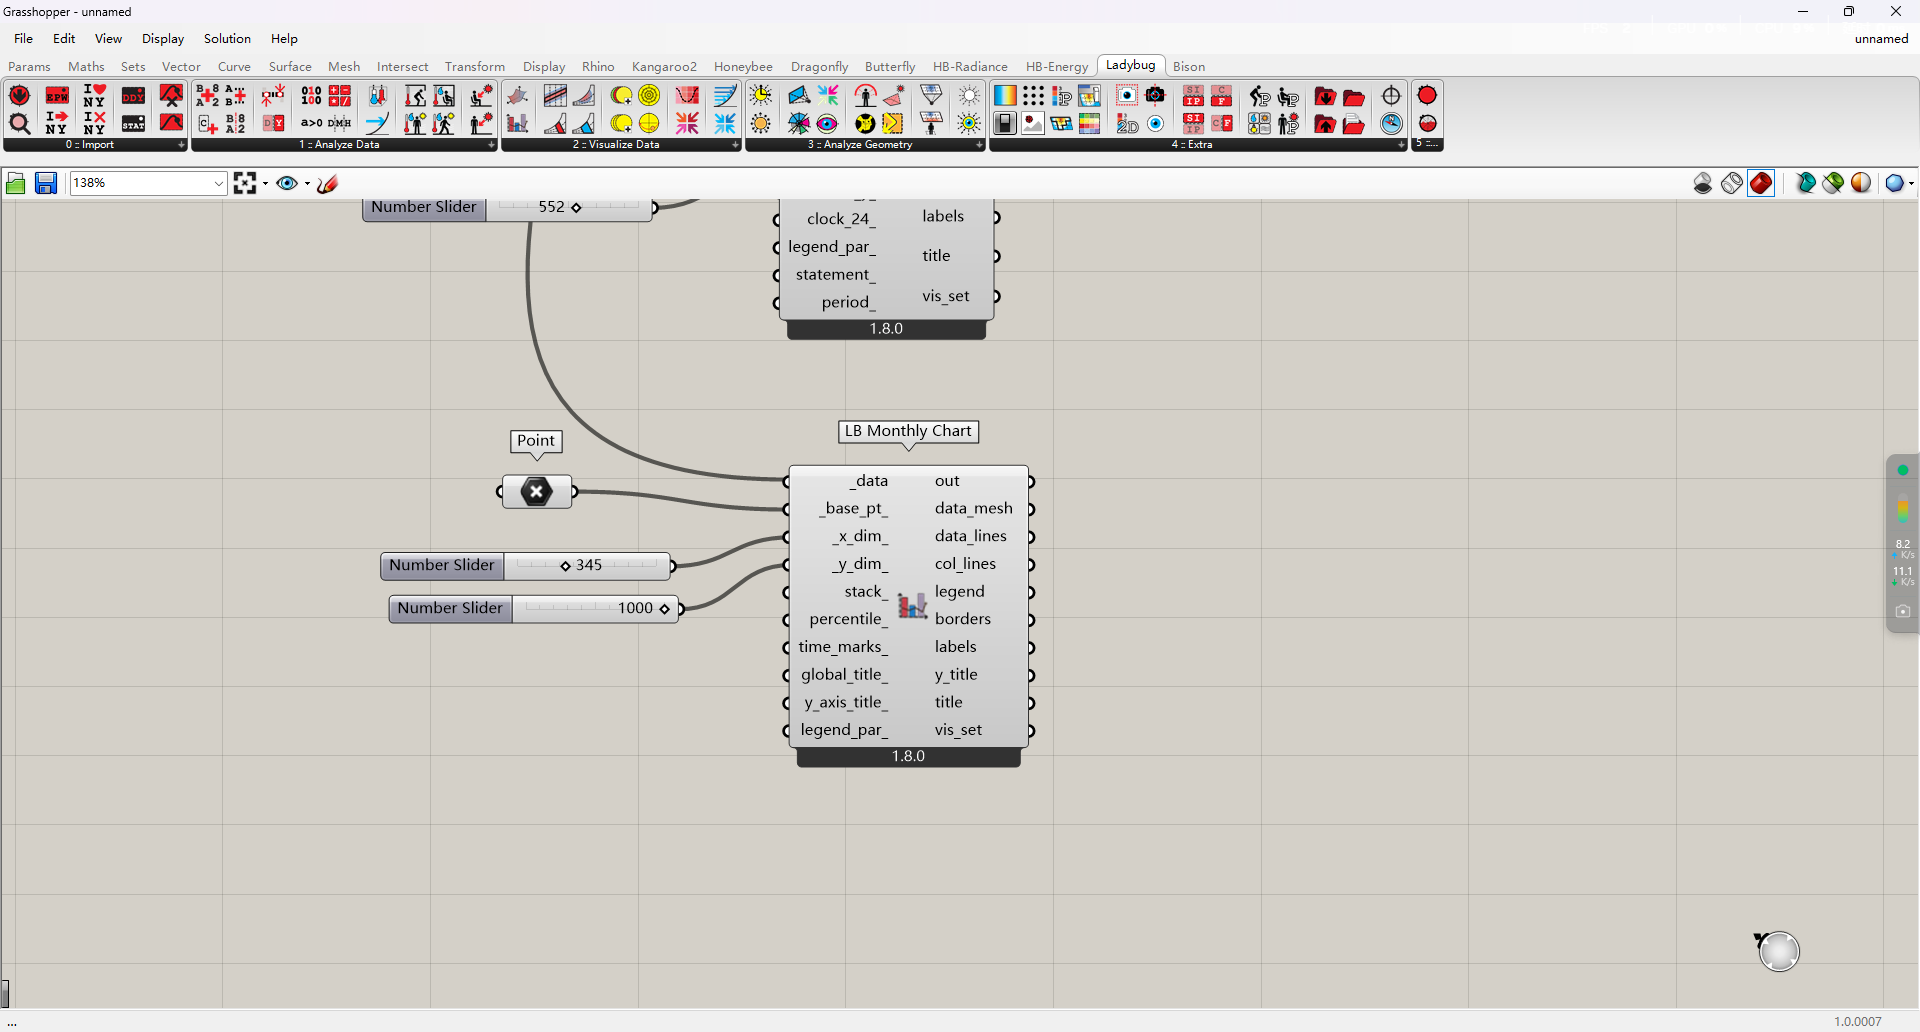 Grasshopper - unnamed
File Edit View Display Solution Help
unnamed
Params Maths Sets Vector Curve Surface Mesh Intersect Transform Display Rhino Kangaroo2 Honeybee Dragonfly Butterfly HB-Radiance HB-Energy Ladybug Bison
0 :: Import
1 :: Analyze Data
2 :: Visualize Data
3 :: Analyze Geometry
4 :: Extra
5 ::...
138%
Number Slider 552
clock_24_ labels
legend_par_ title
statement_
period_ vis_set
1.8.0
Point
LB Monthly Chart
_data out
_base_pt_ data_mesh
_x_dim_ data_lines
_y_dim_ col_lines
stack_ legend
percentile_ borders
time_marks_ labels
global_title_ y_title
y_axis_title_ title
legend_par_ vis_set
1.8.0
Number Slider 345
Number Slider 1000
8.2
K/s
11.1
K/s
...
1.0.0007